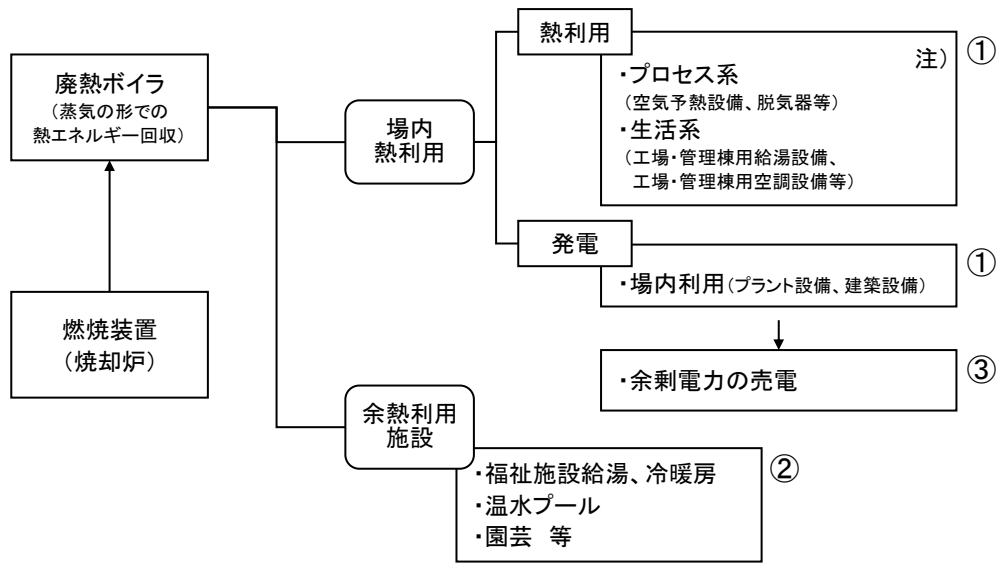 廃熱ボイラ
（蒸気の形での
熱エネルギー回収）
燃焼装置
（焼却炉）
場内
熱利用
熱利用
注）
①
・プロセス系
（空気予熱設備、脱気器等）
・生活系
（工場・管理棟用給湯設備、
工場・管理棟用空調設備等）
発電
①
・場内利用（プラント設備、建築設備）
・余剰電力の売電
③
余熱利用
施設
②
・福祉施設給湯、冷暖房
・温水プール
・園芸　等